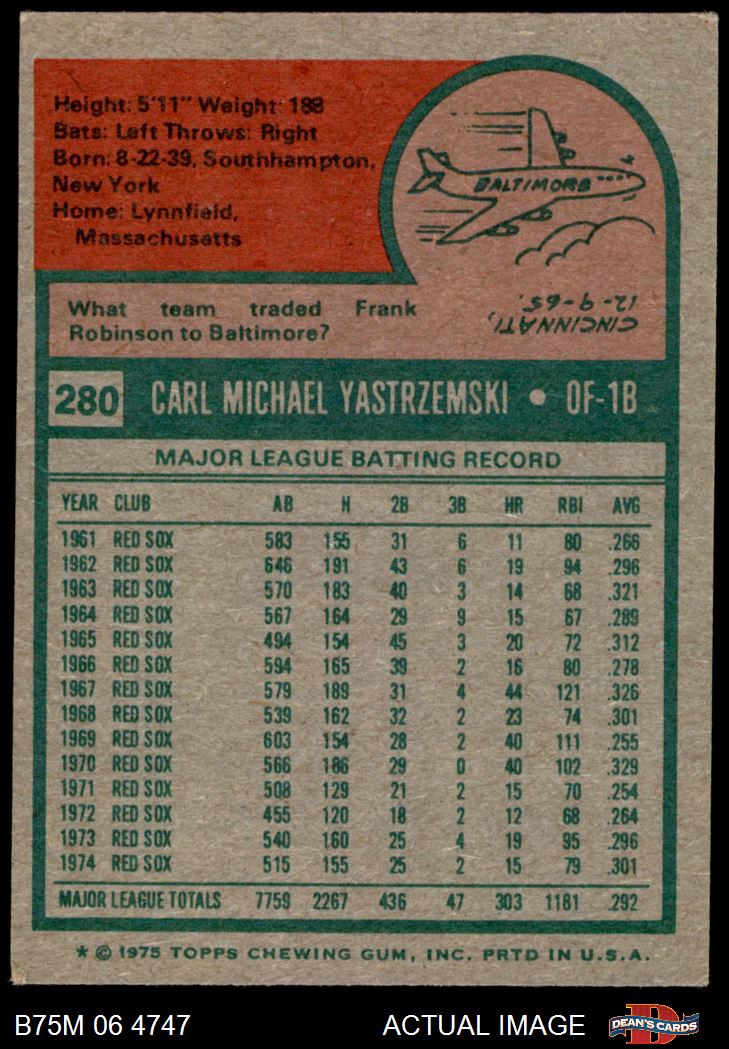 Height: 5'11" Weight: 188
Bats: Left Throws: Right
Born: 8-22-39, Southhampton,
New York
Home: Lynnfield,
Massachusetts
BALTIMORE
What team traded Frank
Robinson to Baltimore?
CINCINNATI,
12-9-65.
280 CARL MICHAEL YASTRZEMSKI • OF-1B
MAJOR LEAGUE BATTING RECORD
YEAR CLUB AB H 2B 3B HR RBI AVG
1961 RED SOX 583 155 31 6 11 80 .266
1962 RED SOX 646 191 43 6 19 94 .296
1963 RED SOX 570 183 40 3 14 68 .321
1964 RED SOX 567 164 29 9 15 67 .289
1965 RED SOX 494 154 45 3 20 72 .312
1966 RED SOX 594 165 39 2 16 80 .278
1967 RED SOX 579 189 31 4 44 121 .326
1968 RED SOX 539 162 32 2 23 74 .301
1969 RED SOX 603 154 28 2 40 111 .255
1970 RED SOX 566 186 29 0 40 102 .329
1971 RED SOX 508 129 21 2 15 70 .254
1972 RED SOX 455 120 18 2 12 68 .264
1973 RED SOX 540 160 25 4 19 95 .296
1974 RED SOX 515 155 25 2 15 79 .301
MAJOR LEAGUE TOTALS 7759 2267 436 47 303 1181 .292
* © 1975 TOPPS CHEWING GUM, INC. PRTD IN U.S.A.
B75M 06 4747 ACTUAL IMAGE DEAN'S CARDS